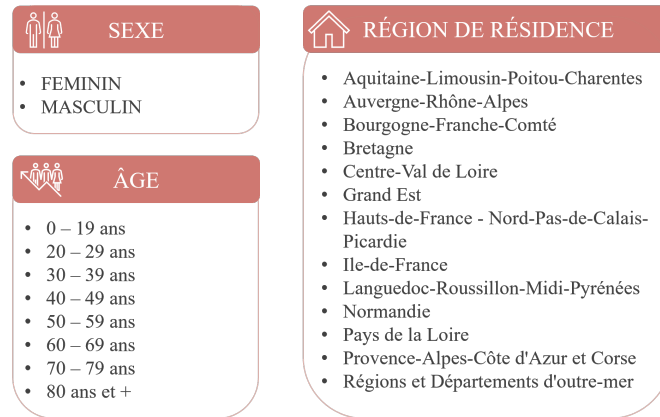 SEXE
• FEMININ
• MASCULIN
ÂGE
• 0 – 19 ans
• 20 – 29 ans
• 30 – 39 ans
• 40 – 49 ans
• 50 – 59 ans
• 60 – 69 ans
• 70 – 79 ans
• 80 ans et +
RÉGION DE RÉSIDENCE
• Aquitaine-Limousin-Poitou-Charentes
• Auvergne-Rhône-Alpes
• Bourgogne-Franche-Comté
• Bretagne
• Centre-Val de Loire
• Grand Est
• Hauts-de-France - Nord-Pas-de-Calais-
Picardie
• Ile-de-France
• Languedoc-Roussillon-Midi-Pyrénées
• Normandie
• Pays de la Loire
• Provence-Alpes-Côte d'Azur et Corse
• Régions et Départements d'outre-mer